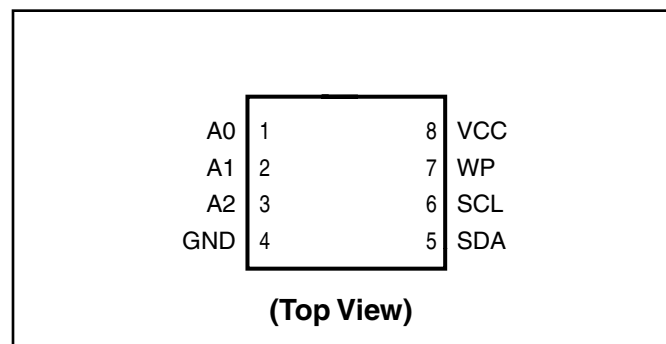 A0 1 8 VCC
A1 2 7 WP
A2 3 6 SCL
GND 4 5 SDA
(Top View)